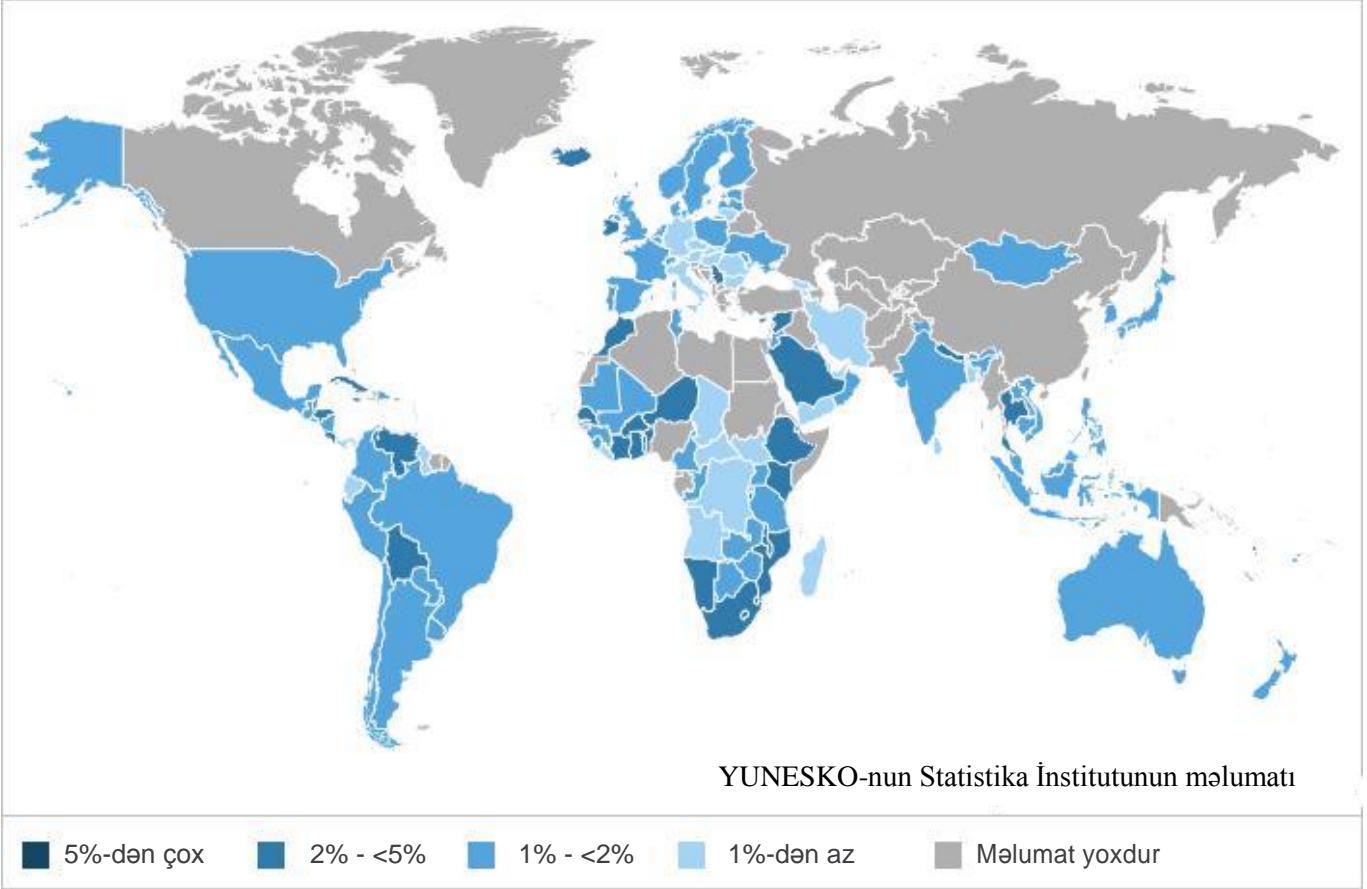 YUNESKO-nun Statistika İnstitutunun məlumatı
5%-dən çox 2% - <5% 1% - <2% 1%-dən az Məlumat yoxdur